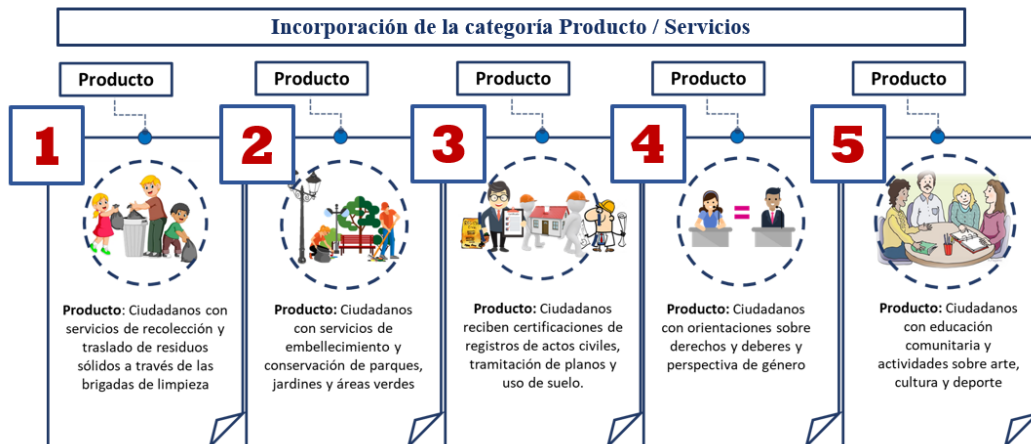 Incorporación de la categoría Producto / Servicios
Producto
Producto
Producto
Producto
Producto
1
2
3
4
5
Producto: Ciudadanos con
servicios de recolección y
traslado de residuos
sólidos a través de las
brigadas de limpieza
Producto: Ciudadanos
con servicios de
embellecimiento y
conservación de parques,
jardines y áreas verdes
Producto: Ciudadanos
reciben certificaciones de
registros de actos civiles,
tramitación de planos y
uso de suelo.
Producto: Ciudadanos
con orientaciones sobre
derechos y deberes y
perspectiva de género
Producto: Ciudadanos
con educación
comunitaria y
actividades sobre arte,
cultura y deporte